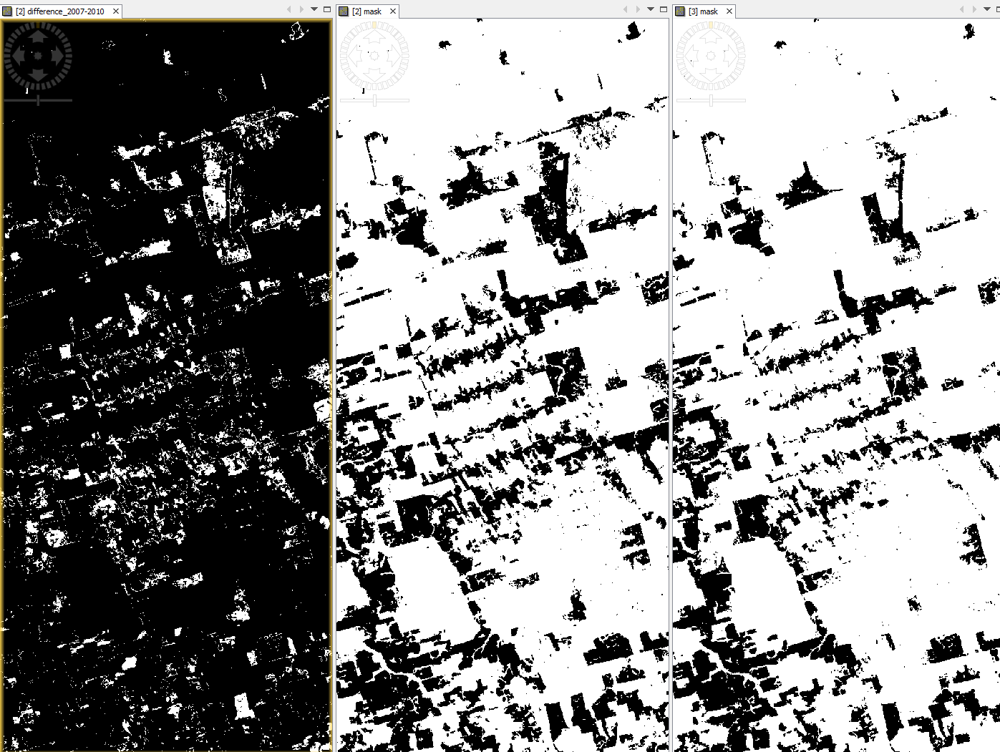 [2] difference_2007-2010
[2] mask
[3] mask